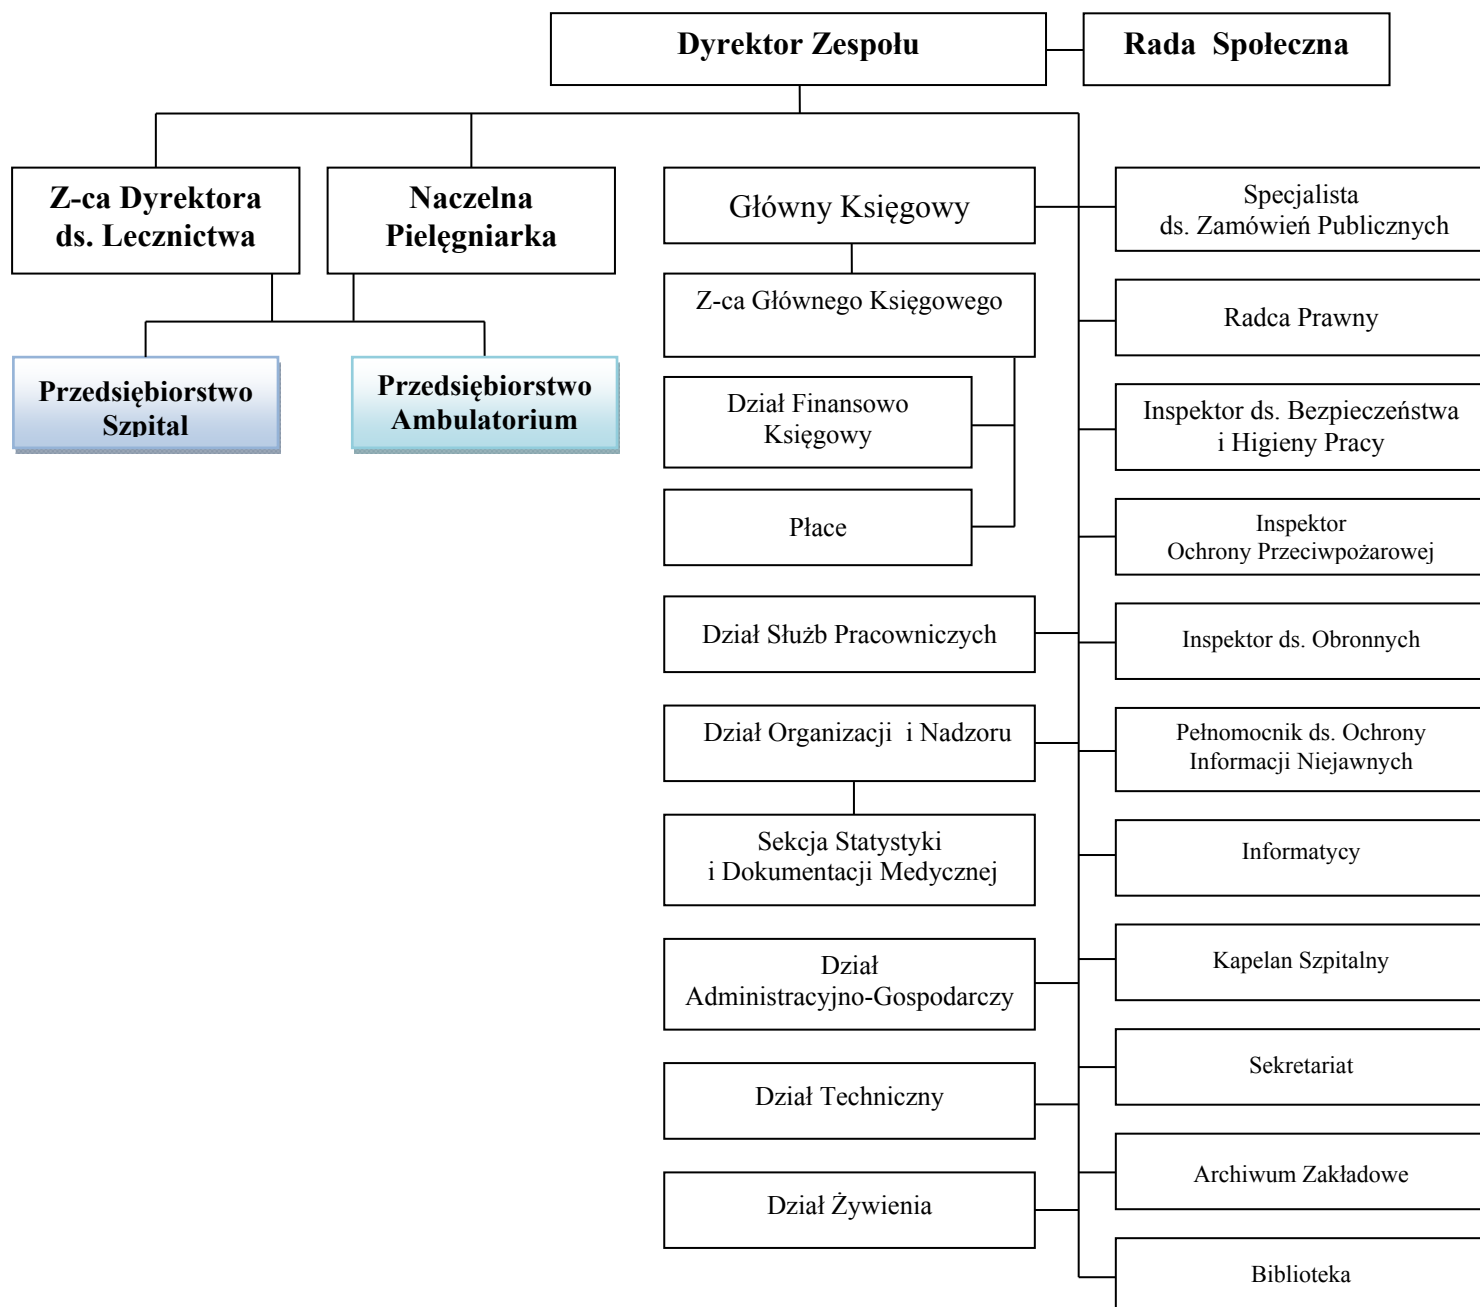 Dyrektor Zespołu
Rada Społeczna
Z-ca Dyrektora
ds. Lecznictwa
Naczelna
Pielęgniarka
Przedsiębiorstwo
Szpital
Przedsiębiorstwo
Ambulatorium
Główny Księgowy
Z-ca Głównego Księgowego
Dział Finansowo
Księgowy
Płace
Dział Służb Pracowniczych
Dział Organizacji i Nadzoru
Sekcja Statystyki
i Dokumentacji Medycznej
Dział
Administracyjno-Gospodarczy
Dział Techniczny
Dział Żywienia
Specjalista
ds. Zamówień Publicznych
Radca Prawny
Inspektor ds. Bezpieczeństwa
i Higieny Pracy
Inspektor
Ochrony Przeciwpożarowej
Inspektor ds. Obronnych
Pełnomocnik ds. Ochrony
Informacji Niejawnych
Informatycy
Kapelan Szpitalny
Sekretariat
Archiwum Zakładowe
Biblioteka